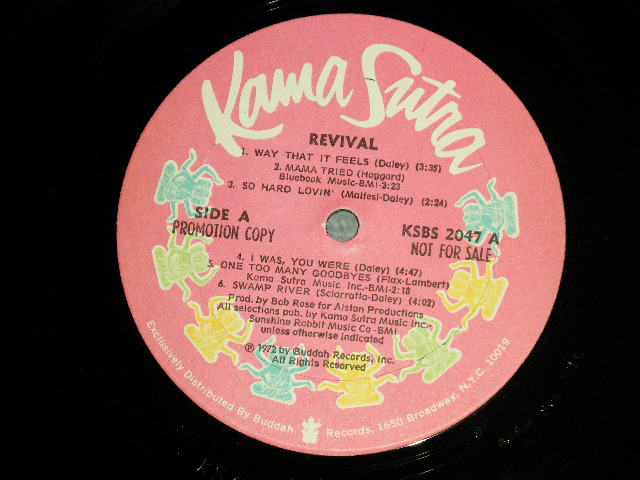 Kama Sutra
REVIVAL
1. WAY THAT IT FEELS (Daley) (3:35)
2. MAMA TRIED (Haggard)
Bluebook Music-BMI-3:23
3. SO HARD LOVIN' (Malfesi-Daley) (2:24)
SIDE A
PROMOTION COPY
KSBS 2047 A
NOT FOR SALE
4. I WAS, YOU WERE (Daley) (4:47)
5. ONE TOO MANY GOODBYES (Flax-Lambert)
Kama Sutra Music Inc.-BMI-2:18
6. SWAMP RIVER (Sciarrotta-Daley) (4:02)
Prod. by Bob Rose for Alstan Productions
All selections pub. by Kama Sutra Music Inc.-
Sunshine Rabbit Music Co-BMI
unless otherwise indicated
℗ 1972 by Buddah Records, Inc.
All Rights Reserved
Exclusively Distributed By Buddah Records, 1650 Broadway, N.Y.C. 10019